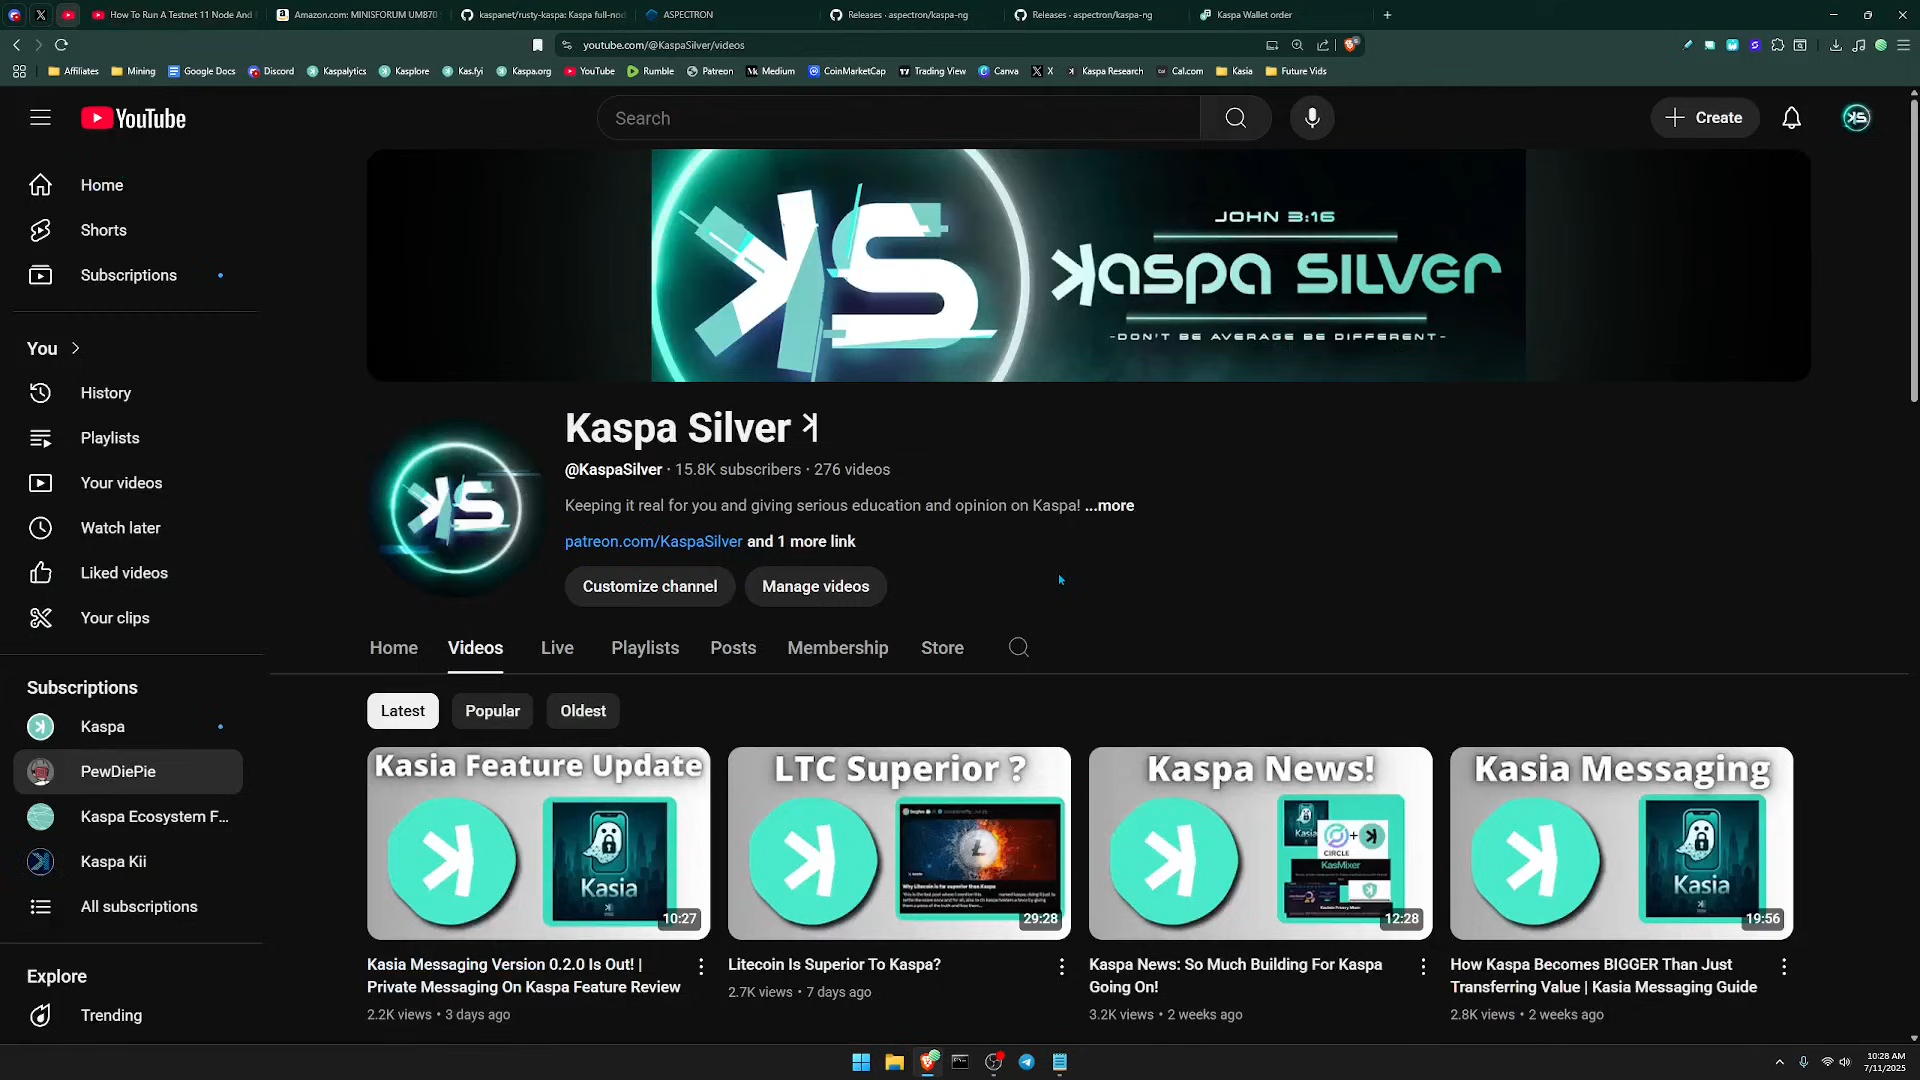 How To Run A Testnet 11 Node And
Amazon.com: MINISFORUM UM870
kaspanet/rusty-kaspa: Kaspa full-nod
ASPECTRON
Releases · aspectron/kaspa-ng
Releases · aspectron/kaspa-ng
Kaspa Wallet order
youtube.com/@KaspaSilver/videos
Affiliates
Mining
Google Docs
Discord
Kaspalytics
Kasplore
Kas.fyi
Kaspa.org
YouTube
Rumble
Patreon
Medium
CoinMarketCap
Trading View
Canva
X
Kaspa Research
Cal.com
Kasia
Future Vids
YouTube
Search
Create
KS
Home
Shorts
Subscriptions
You
History
Playlists
Your videos
Watch later
Liked videos
Your clips
Subscriptions
Kaspa
PewDiePie
Kaspa Ecosystem F...
Kaspa Kii
All subscriptions
Explore
Trending
KS
JOHN 3:16
Kaspa SILVER
-DON'T BE AVERAGE BE DIFFERENT-
KS
Kaspa Silver
@KaspaSilver · 15.8K subscribers · 276 videos
Keeping it real for you and giving serious education and opinion on Kaspa! ...more
patreon.com/KaspaSilver and 1 more link
Customize channel
Manage videos
Home
Videos
Live
Playlists
Posts
Membership
Store
Latest
Popular
Oldest
Kasia Feature Update
Kasia
10:27
Kasia Messaging Version 0.2.0 Is Out! |
Private Messaging On Kaspa Feature Review
2.2K views • 3 days ago
LTC Superior ?
Why Litecoin is far superior than Kaspa
29:28
Litecoin Is Superior To Kaspa?
2.7K views • 7 days ago
Kaspa News!
Kasia
CIRCLE
KasMixer
12:28
Kaspa News: So Much Building For Kaspa
Going On!
3.2K views • 2 weeks ago
Kasia Messaging
Kasia
19:56
How Kaspa Becomes BIGGER Than Just
Transferring Value | Kasia Messaging Guide
2.8K views • 2 weeks ago
10:28 AM
7/11/2025